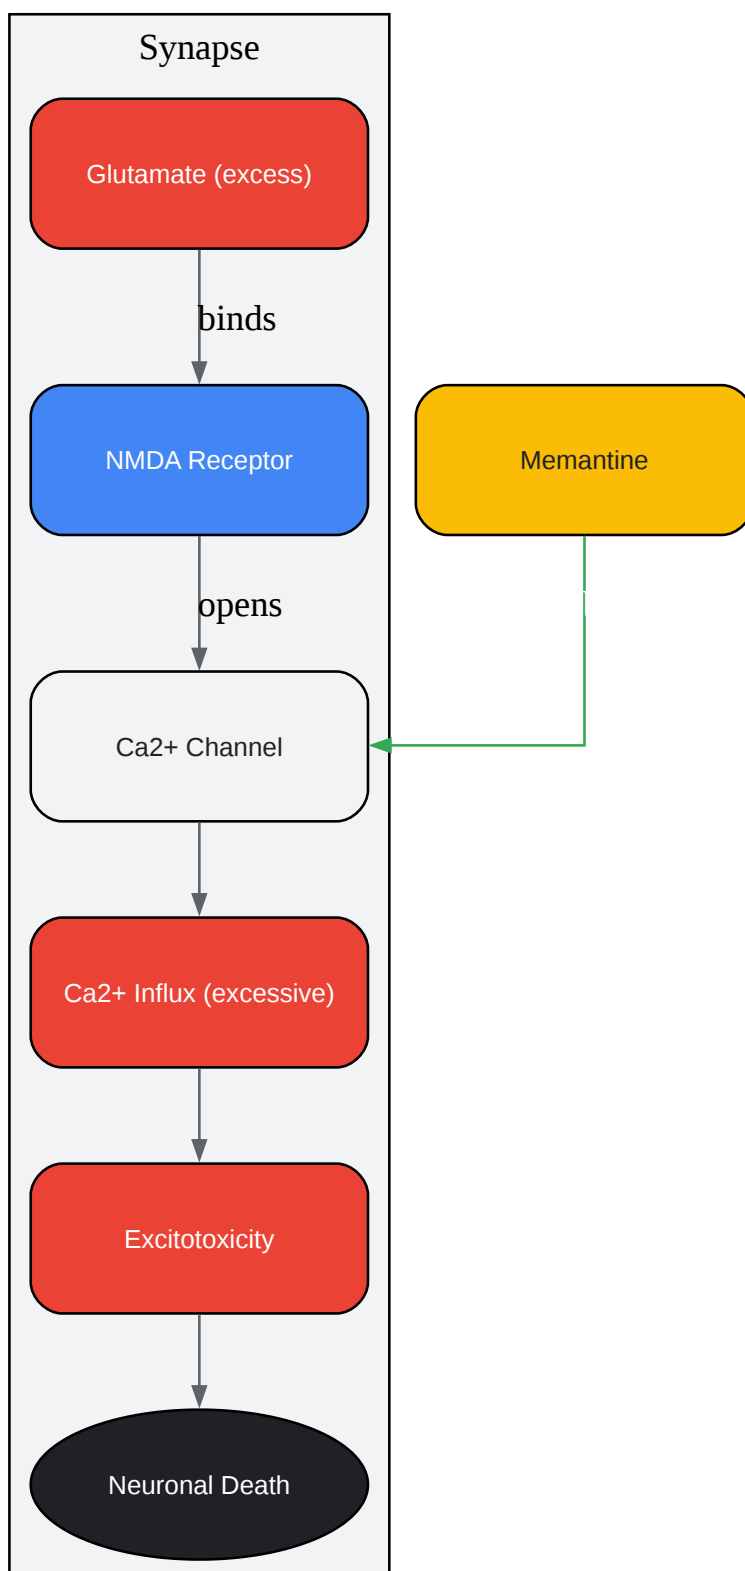 Synapse
Glutamate (excess)
binds
NMDA Receptor
Memantine
opens
Ca2+ Channel
Ca2+ Influx (excessive)
Excitotoxicity
Neuronal Death